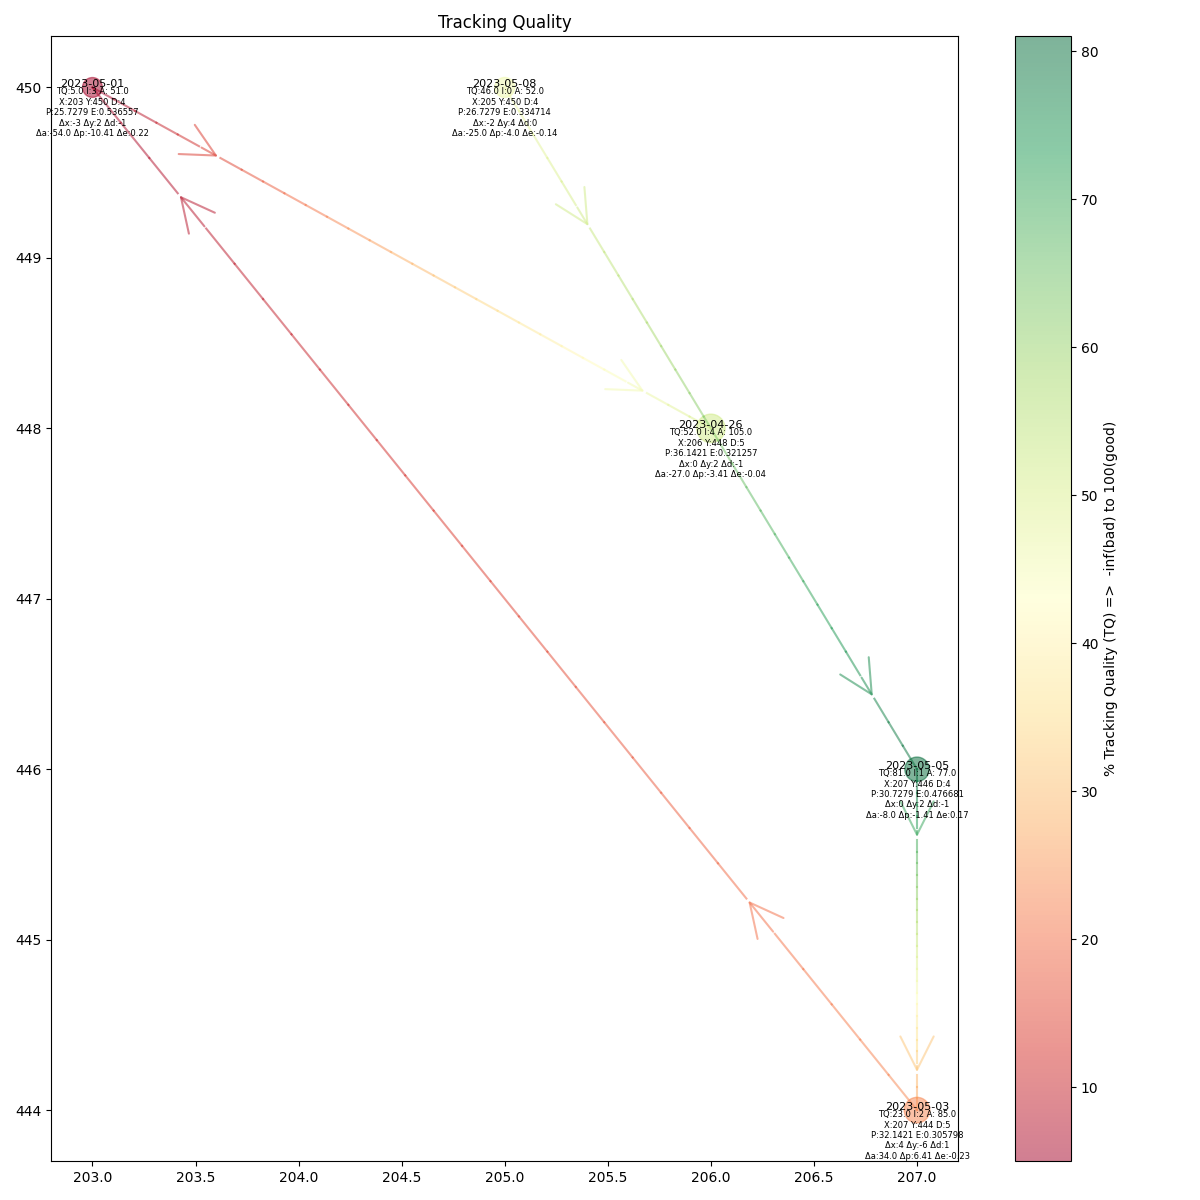 Tracking Quality
2023-05-01
TQ:5.0 I:3 A: 51.0
X:203 Y:450 D:4
P:25.7279 E:0.536557
Δx:-3 Δy:2 Δd:-1
Δa:-54.0 Δp:-10.41 Δe:0.22
2023-05-08
TQ:46.0 I:0 A: 52.0
X:205 Y:450 D:4
P:26.7279 E:0.334714
Δx:-2 Δy:4 Δd:0
Δa:-25.0 Δp:-4.0 Δe:-0.14
2023-04-26
TQ:52.0 I:4 A: 105.0
X:206 Y:448 D:5
P:36.1421 E:0.321257
Δx:0 Δy:2 Δd:-1
Δa:-27.0 Δp:-3.41 Δe:-0.04
2023-05-05
TQ:81.0 I:1 A: 77.0
X:207 Y:446 D:4
P:30.7279 E:0.476681
Δx:0 Δy:2 Δd:-1
Δa:-8.0 Δp:-1.41 Δe:0.17
2023-05-03
TQ:23.0 I:2 A: 85.0
X:207 Y:444 D:5
P:32.1421 E:0.305798
Δx:4 Δy:-6 Δd:1
Δa:34.0 Δp:6.41 Δe:-0.23
450
449
448
447
446
445
444
203.0 203.5 204.0 204.5 205.0 205.5 206.0 206.5 207.0
80
70
60
50
40
30
20
10
% Tracking Quality (TQ) => -inf(bad) to 100(good)